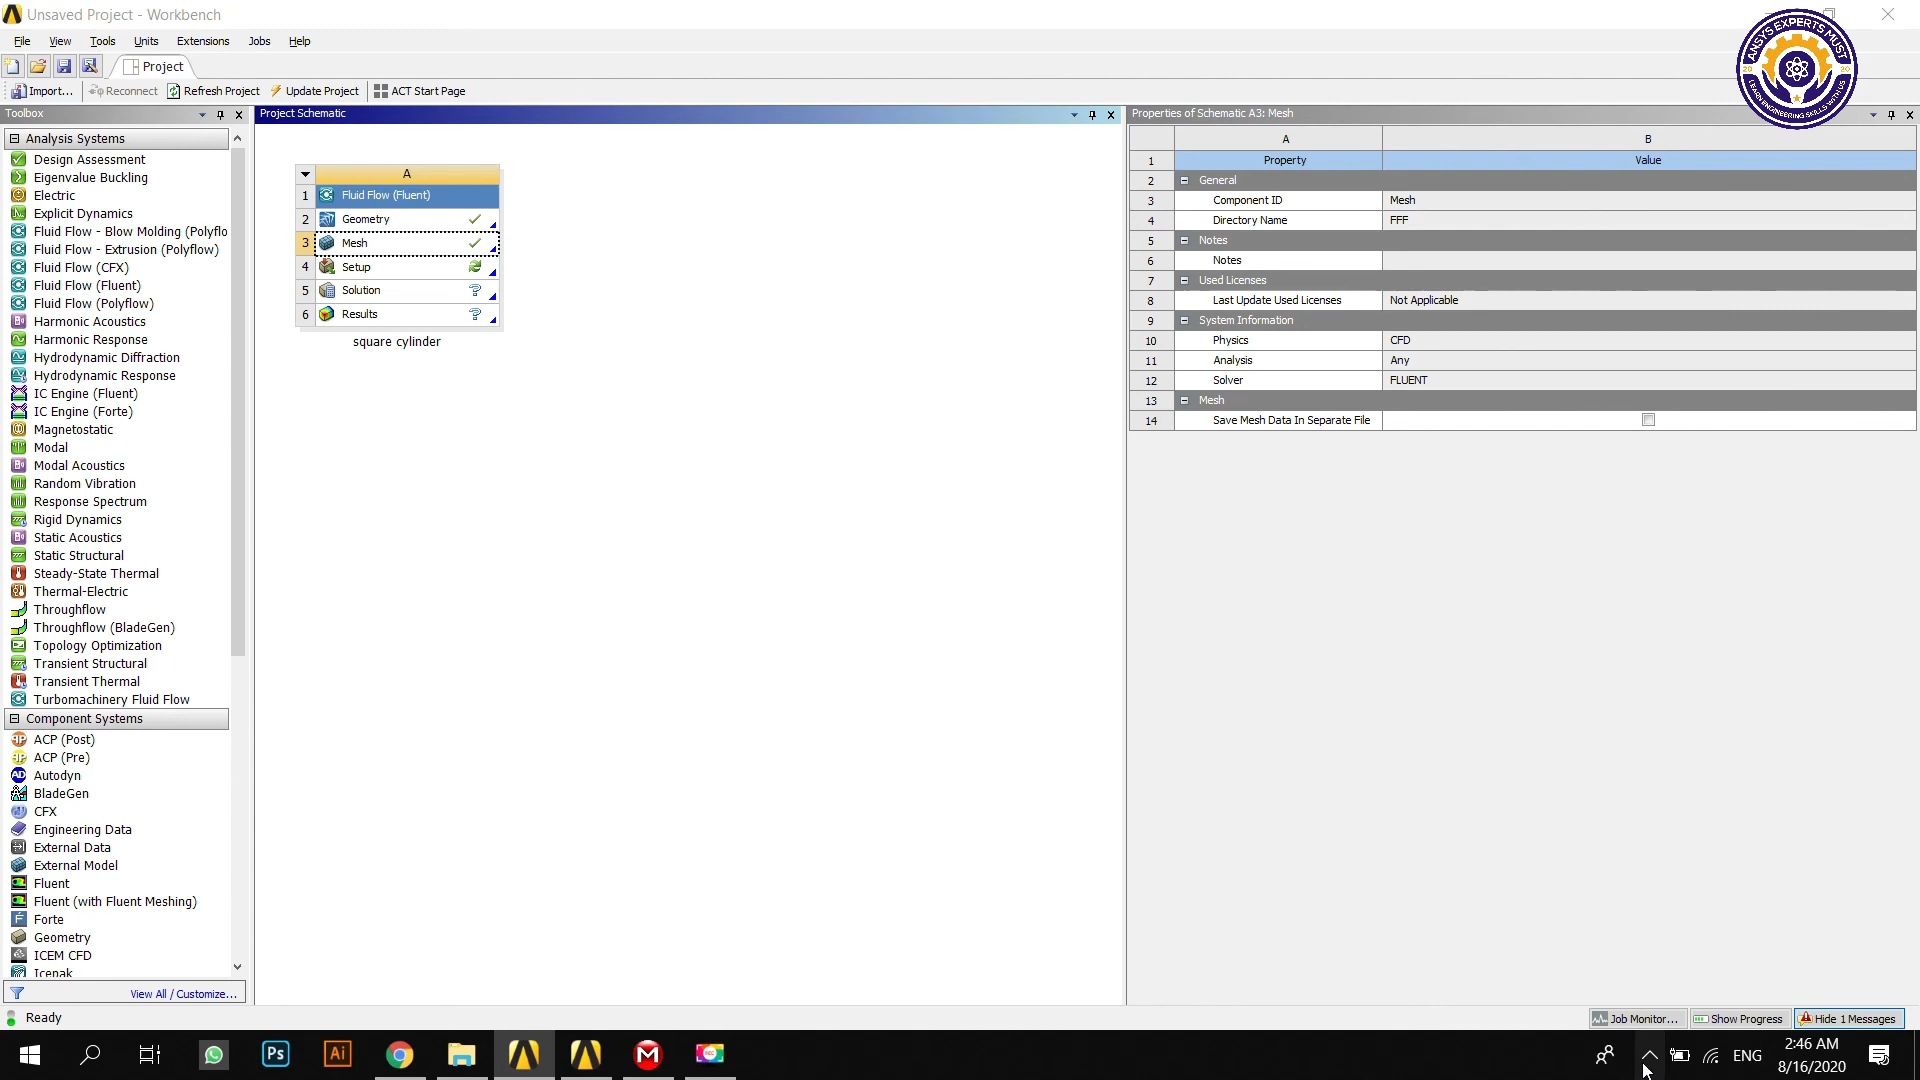 Unsaved Project - Workbench
File View Tools Units Extensions Jobs Help
Project
Import... Reconnect Refresh Project Update Project ACT Start Page
Toolbox
Analysis Systems
Design Assessment
Eigenvalue Buckling
Electric
Explicit Dynamics
Fluid Flow - Blow Molding (Polyflo
Fluid Flow - Extrusion (Polyflow)
Fluid Flow (CFX)
Fluid Flow (Fluent)
Fluid Flow (Polyflow)
Harmonic Acoustics
Harmonic Response
Hydrodynamic Diffraction
Hydrodynamic Response
IC Engine (Fluent)
IC Engine (Forte)
Magnetostatic
Modal
Modal Acoustics
Random Vibration
Response Spectrum
Rigid Dynamics
Static Acoustics
Static Structural
Steady-State Thermal
Thermal-Electric
Throughflow
Throughflow (BladeGen)
Topology Optimization
Transient Structural
Transient Thermal
Turbomachinery Fluid Flow
Component Systems
ACP (Post)
ACP (Pre)
Autodyn
BladeGen
CFX
Engineering Data
External Data
External Model
Fluent
Fluent (with Fluent Meshing)
Forte
Geometry
ICEM CFD
Icepak
View All / Customize...
Project Schematic
A
1 Fluid Flow (Fluent)
2 Geometry
3 Mesh
4 Setup
5 Solution ?
6 Results ?
square cylinder
Properties of Schematic A3: Mesh
A B
1 Property Value
2 General
3 Component ID Mesh
4 Directory Name FFF
5 Notes
6 Notes
7 Used Licenses
8 Last Update Used Licenses Not Applicable
9 System Information
10 Physics CFD
11 Analysis Any
12 Solver FLUENT
13 Mesh
14 Save Mesh Data In Separate File
ANSYS EXPERTS MUST
20 20
LEARN ENGINEERING SKILLS WITH US
Ready
Job Monitor... Show Progress Hide 1 Messages
Ps Ai
ENG
2:46 AM
8/16/2020